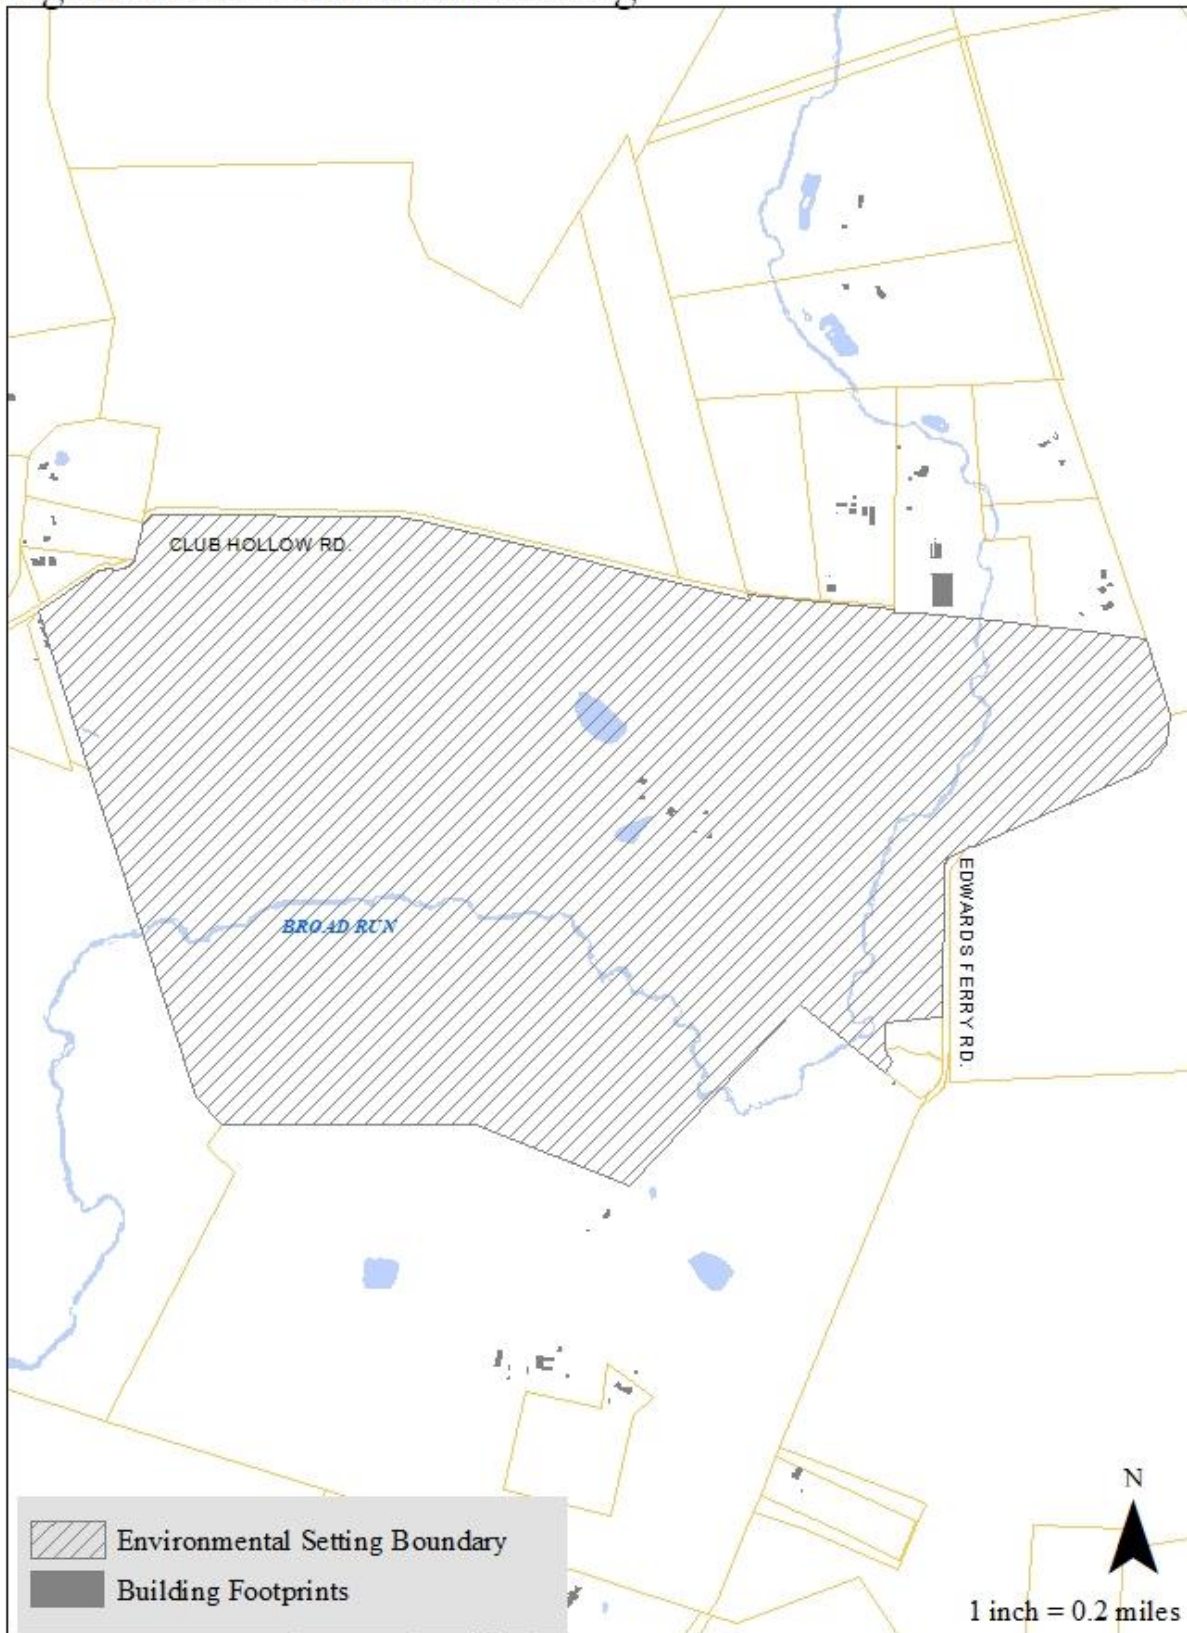 CLUB HOLLOW RD.
BROAD RUN
EDWARDS FERRY RD.
N
Environmental Setting Boundary
Building Footprints
1 inch = 0.2 miles